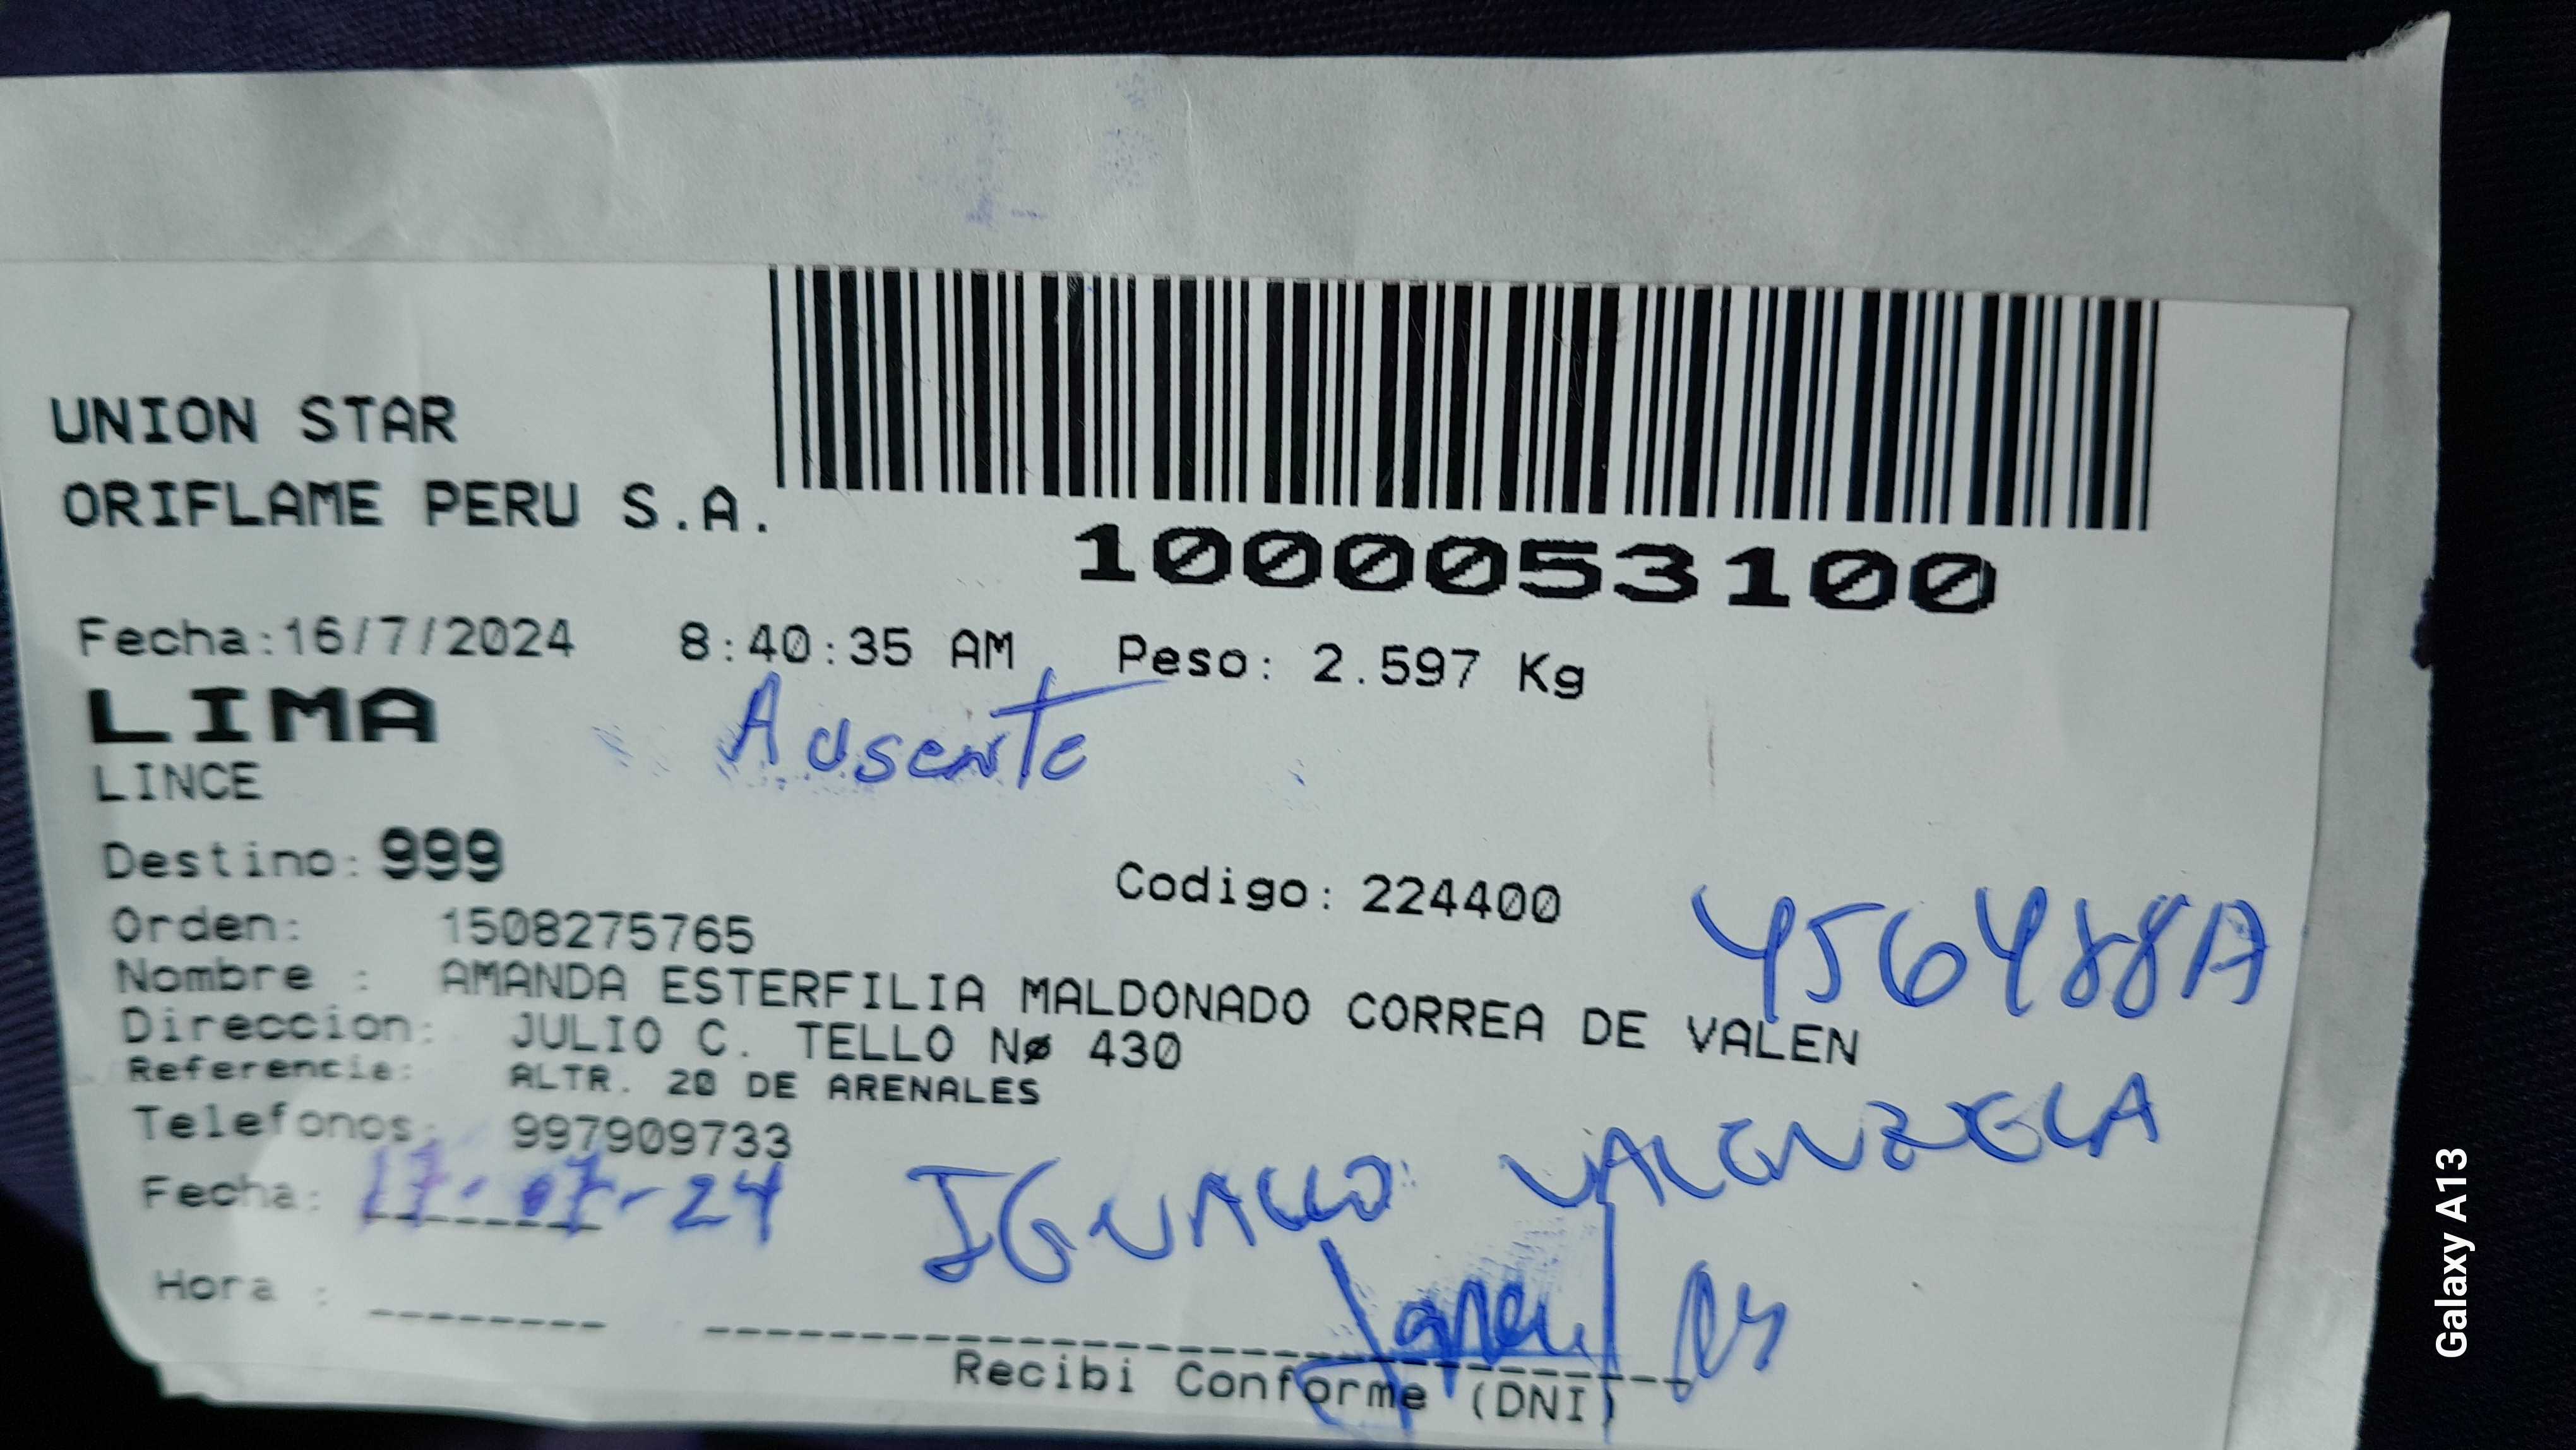 UNION STAR
ORIFLAME PERU S.A.
1000053100
Fecha:16/7/2024 8:40:35 AM Peso: 2.597 Kg
LIMA
Ausente
LINCE
Destino: 999
Codigo: 224400
Orden: 1508275765
Nombre : AMANDA ESTERFILIA MALDONADO CORREA DE VALEN
Direccion: JULIO C. TELLO Nø 430
Referencia: ALTR. 20 DE ARENALES
Telefonos: 997909733
Fecha: 17-07-24
VALENZUELA
Hora :
Recibi Conforme (DNI)
Galaxy A13